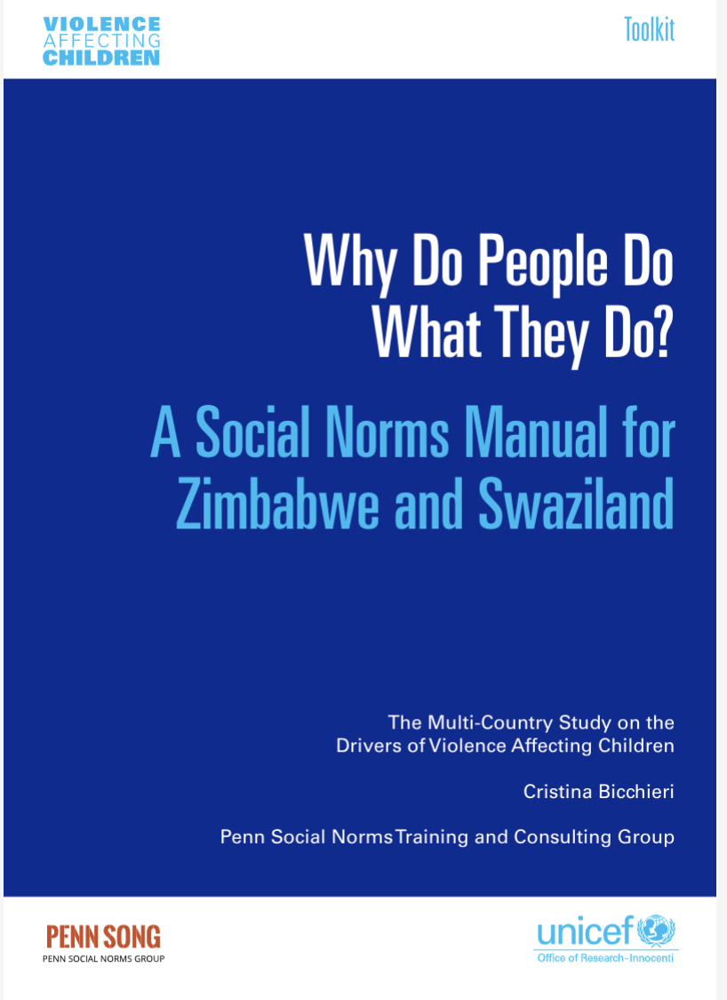 VIOLENCE
AFFECTING
CHILDREN
Toolkit
Why Do People Do
What They Do?
A Social Norms Manual for
Zimbabwe and Swaziland
The Multi-Country Study on the
Drivers of Violence Affecting Children
Cristina Bicchieri
Penn Social Norms Training and Consulting Group
PENN SONG
PENN SOCIAL NORMS GROUP
unicef
Office of Research–Innocenti